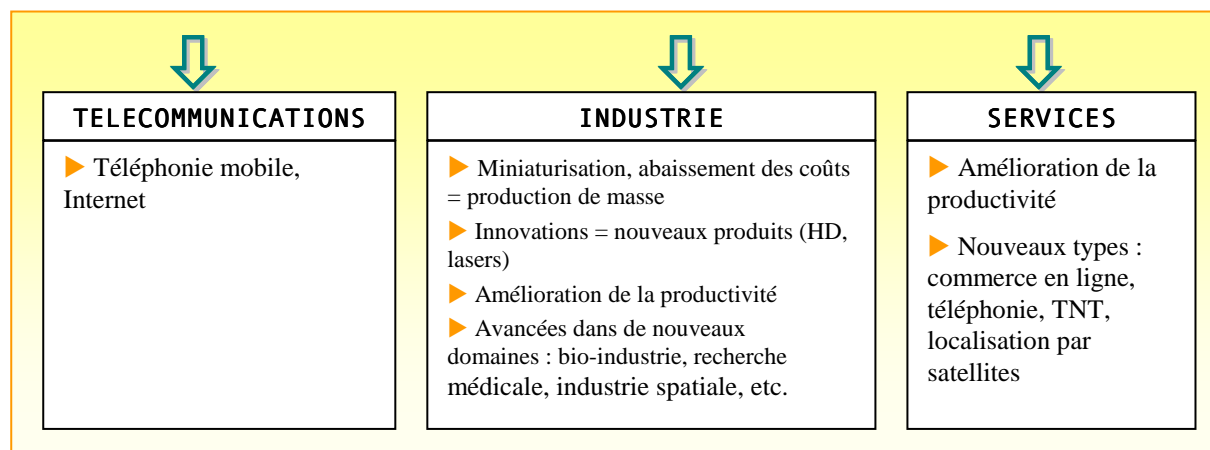 TELECOMMUNICATIONS
▶ Téléphonie mobile,
Internet
INDUSTRIE
▶ Miniaturisation, abaissement des coûts
= production de masse
▶ Innovations = nouveaux produits (HD,
lasers)
▶ Amélioration de la productivité
▶ Avancées dans de nouveaux
domaines : bio-industrie, recherche
médicale, industrie spatiale, etc.
SERVICES
▶ Amélioration de la
productivité
▶ Nouveaux types :
commerce en ligne,
téléphonie, TNT,
localisation par
satellites